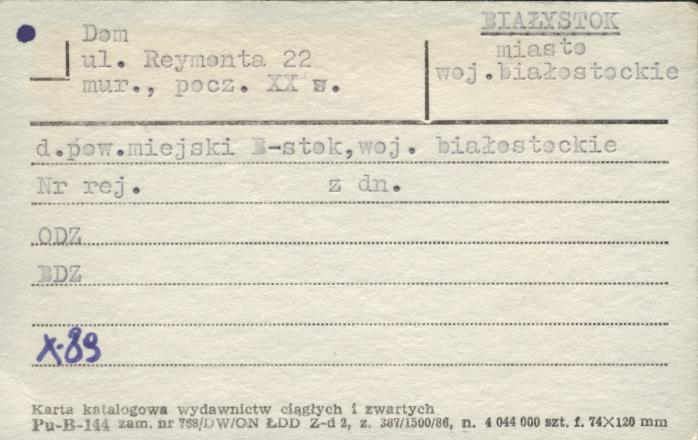 Dom
ul. Reymonta 22
mur., pocz. XX w.
BIAŁYSTOK
miasto
woj.białostockie
d.pow.miejski B-stok,woj. białostockie
Nr rej. z dn.
ODZ
BDZ
X-89
Karta katalogowa wydawnictw ciągłych i zwartych
Pu-B-144 zam. nr 768/DW/ON ŁDD Z-d 2, z. 387/1500/86, n. 4 044 000 szt. f. 74×120 mm